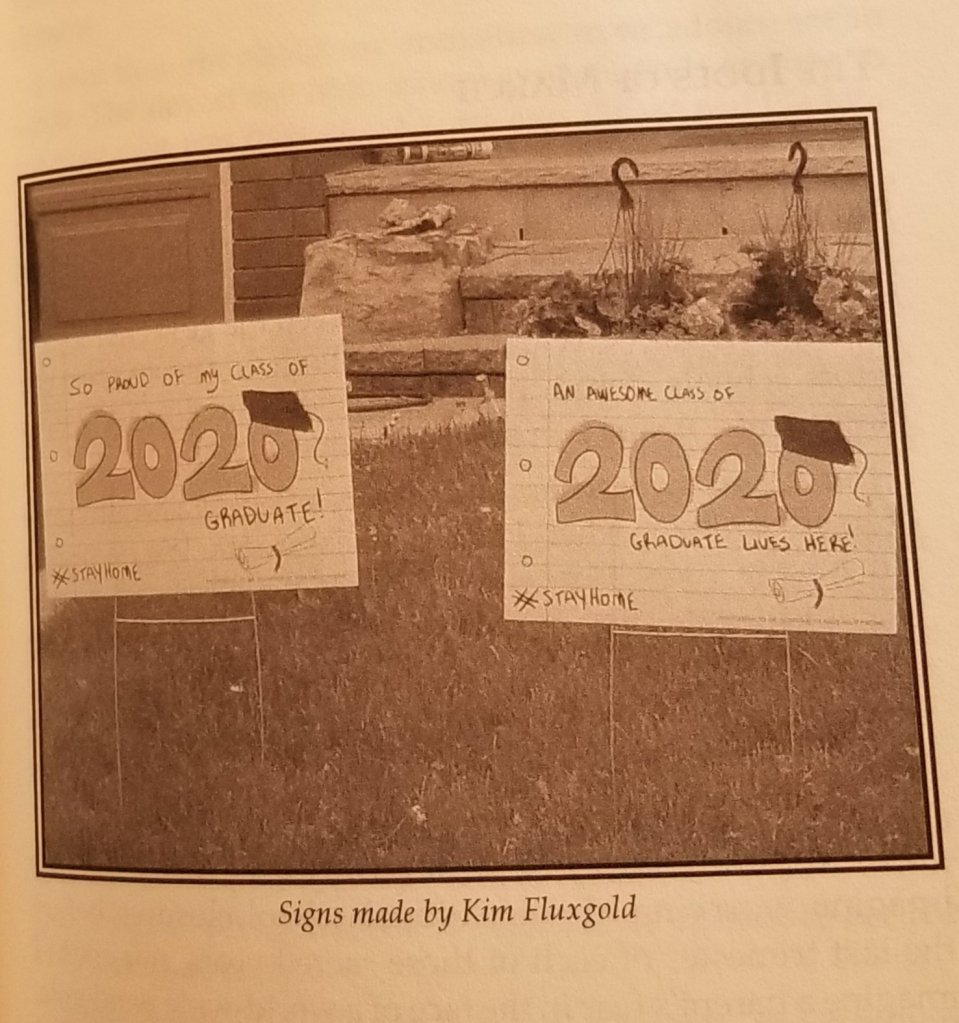 SO PROUD OF My CLASS OF
2020
GRADUATE!
#STAYHOME
AN AWESOME CLASS OF
2020
GRADUATE LIVES HERE!
#STAYHOME
Signs made by Kim Fluxgold